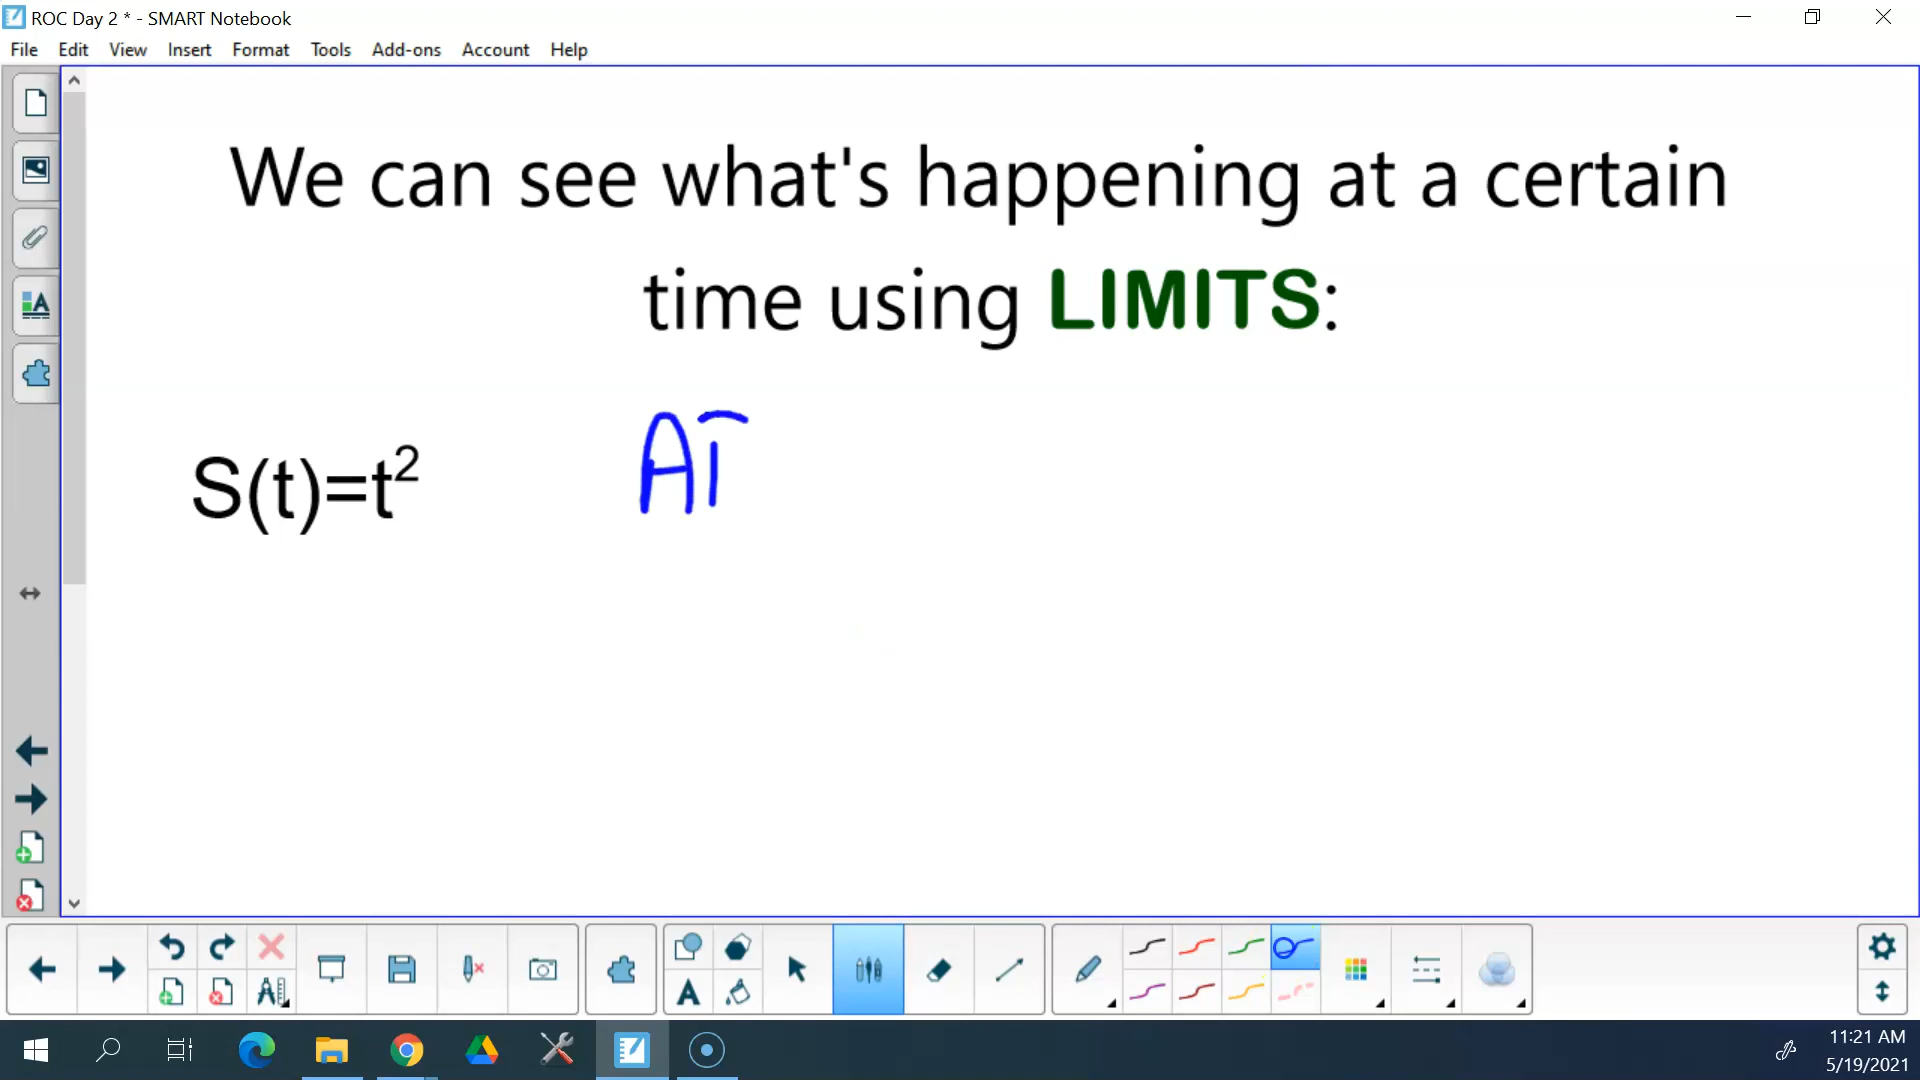 ROC Day 2 * - SMART Notebook
File Edit View Insert Format Tools Add-ons Account Help
We can see what's happening at a certain
time using LIMITS:
S(t)=t²
AT
11:21 AM
5/19/2021